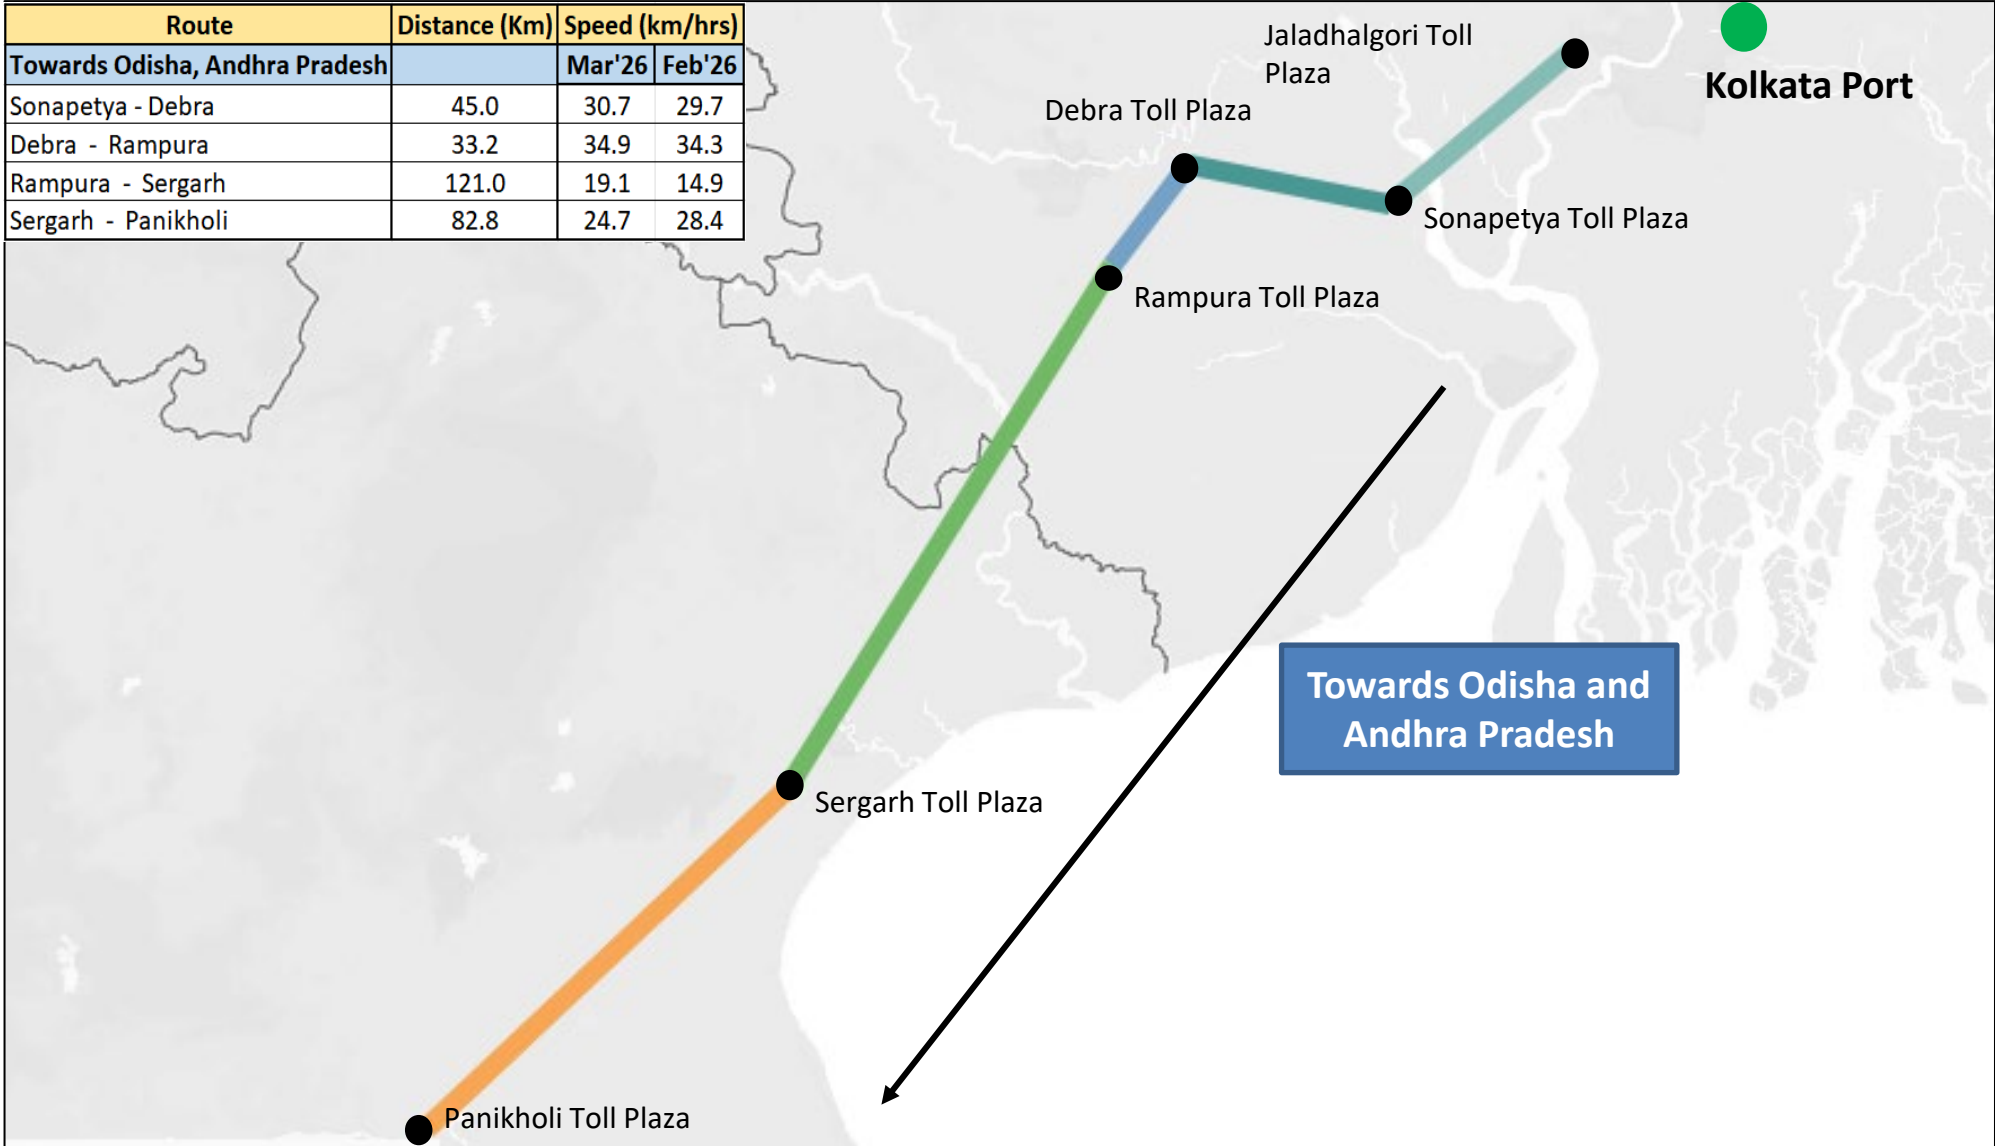 Route Distance (Km) Speed (km/hrs)
Towards Odisha, Andhra Pradesh Mar'26 Feb'26
Sonapetya - Debra 45.0 30.7 29.7
Debra - Rampura 33.2 34.9 34.3
Rampura - Sergarh 121.0 19.1 14.9
Sergarh - Panikholi 82.8 24.7 28.4
Jaladhalgori Toll
Plaza
Kolkata Port
Debra Toll Plaza
Sonapetya Toll Plaza
Rampura Toll Plaza
Towards Odisha and
Andhra Pradesh
Sergarh Toll Plaza
Panikholi Toll Plaza